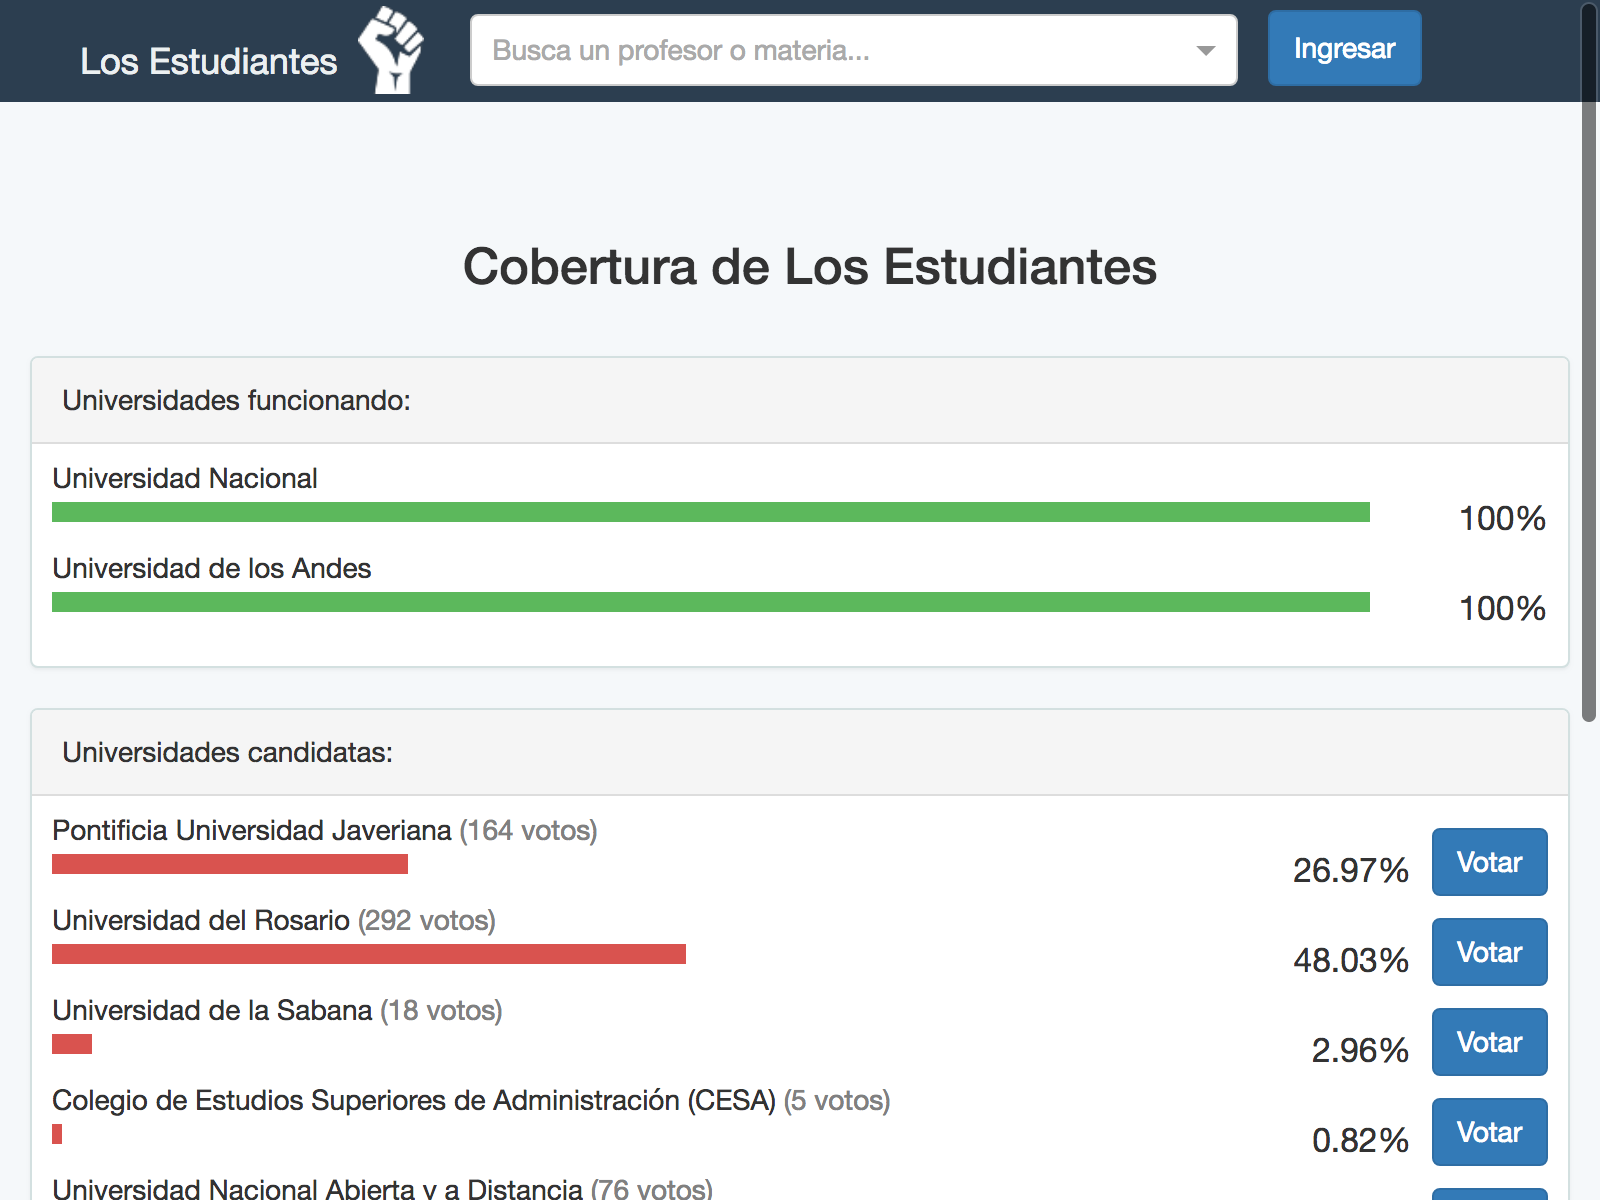 Los Estudiantes
Busca un profesor o materia...
Ingresar
Cobertura de Los Estudiantes
Universidades funcionando:
Universidad Nacional
100%
Universidad de los Andes
100%
Universidades candidatas:
Pontificia Universidad Javeriana (164 votos)
26.97%
Votar
Universidad del Rosario (292 votos)
48.03%
Votar
Universidad de la Sabana (18 votos)
2.96%
Votar
Colegio de Estudios Superiores de Administración (CESA) (5 votos)
0.82%
Votar
Universidad Nacional Abierta y a Distancia (76 votos)